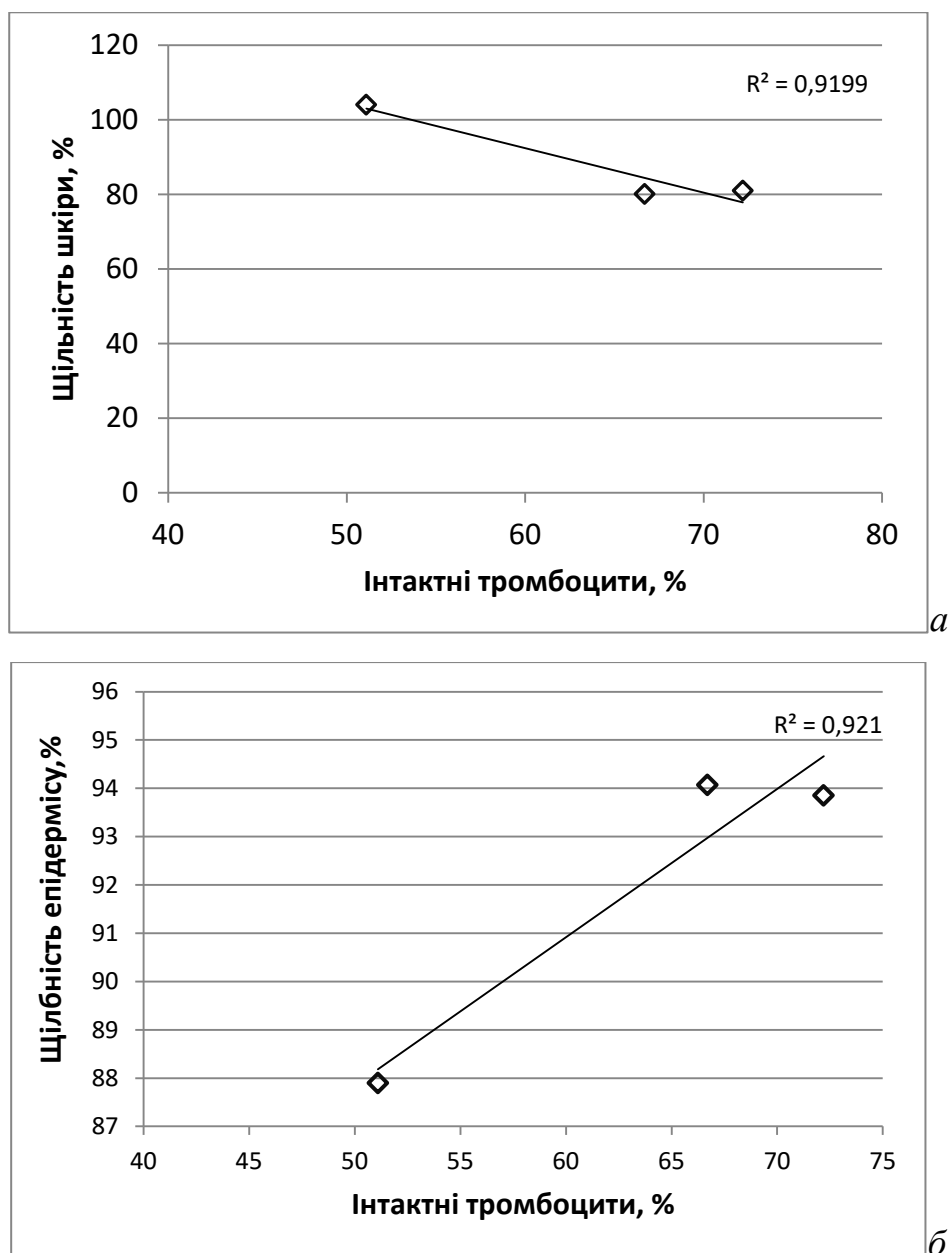 120
100
80
60
40
20
0
R² = 0,9199
Щільність шкіри, %
40 50 60 70 80
Інтактні тромбоцити, %
а
96
95
94
93
92
91
90
89
88
87
R² = 0,921
Щілбність епідермісу,%
40 45 50 55 60 65 70 75
Інтактні тромбоцити, %
б